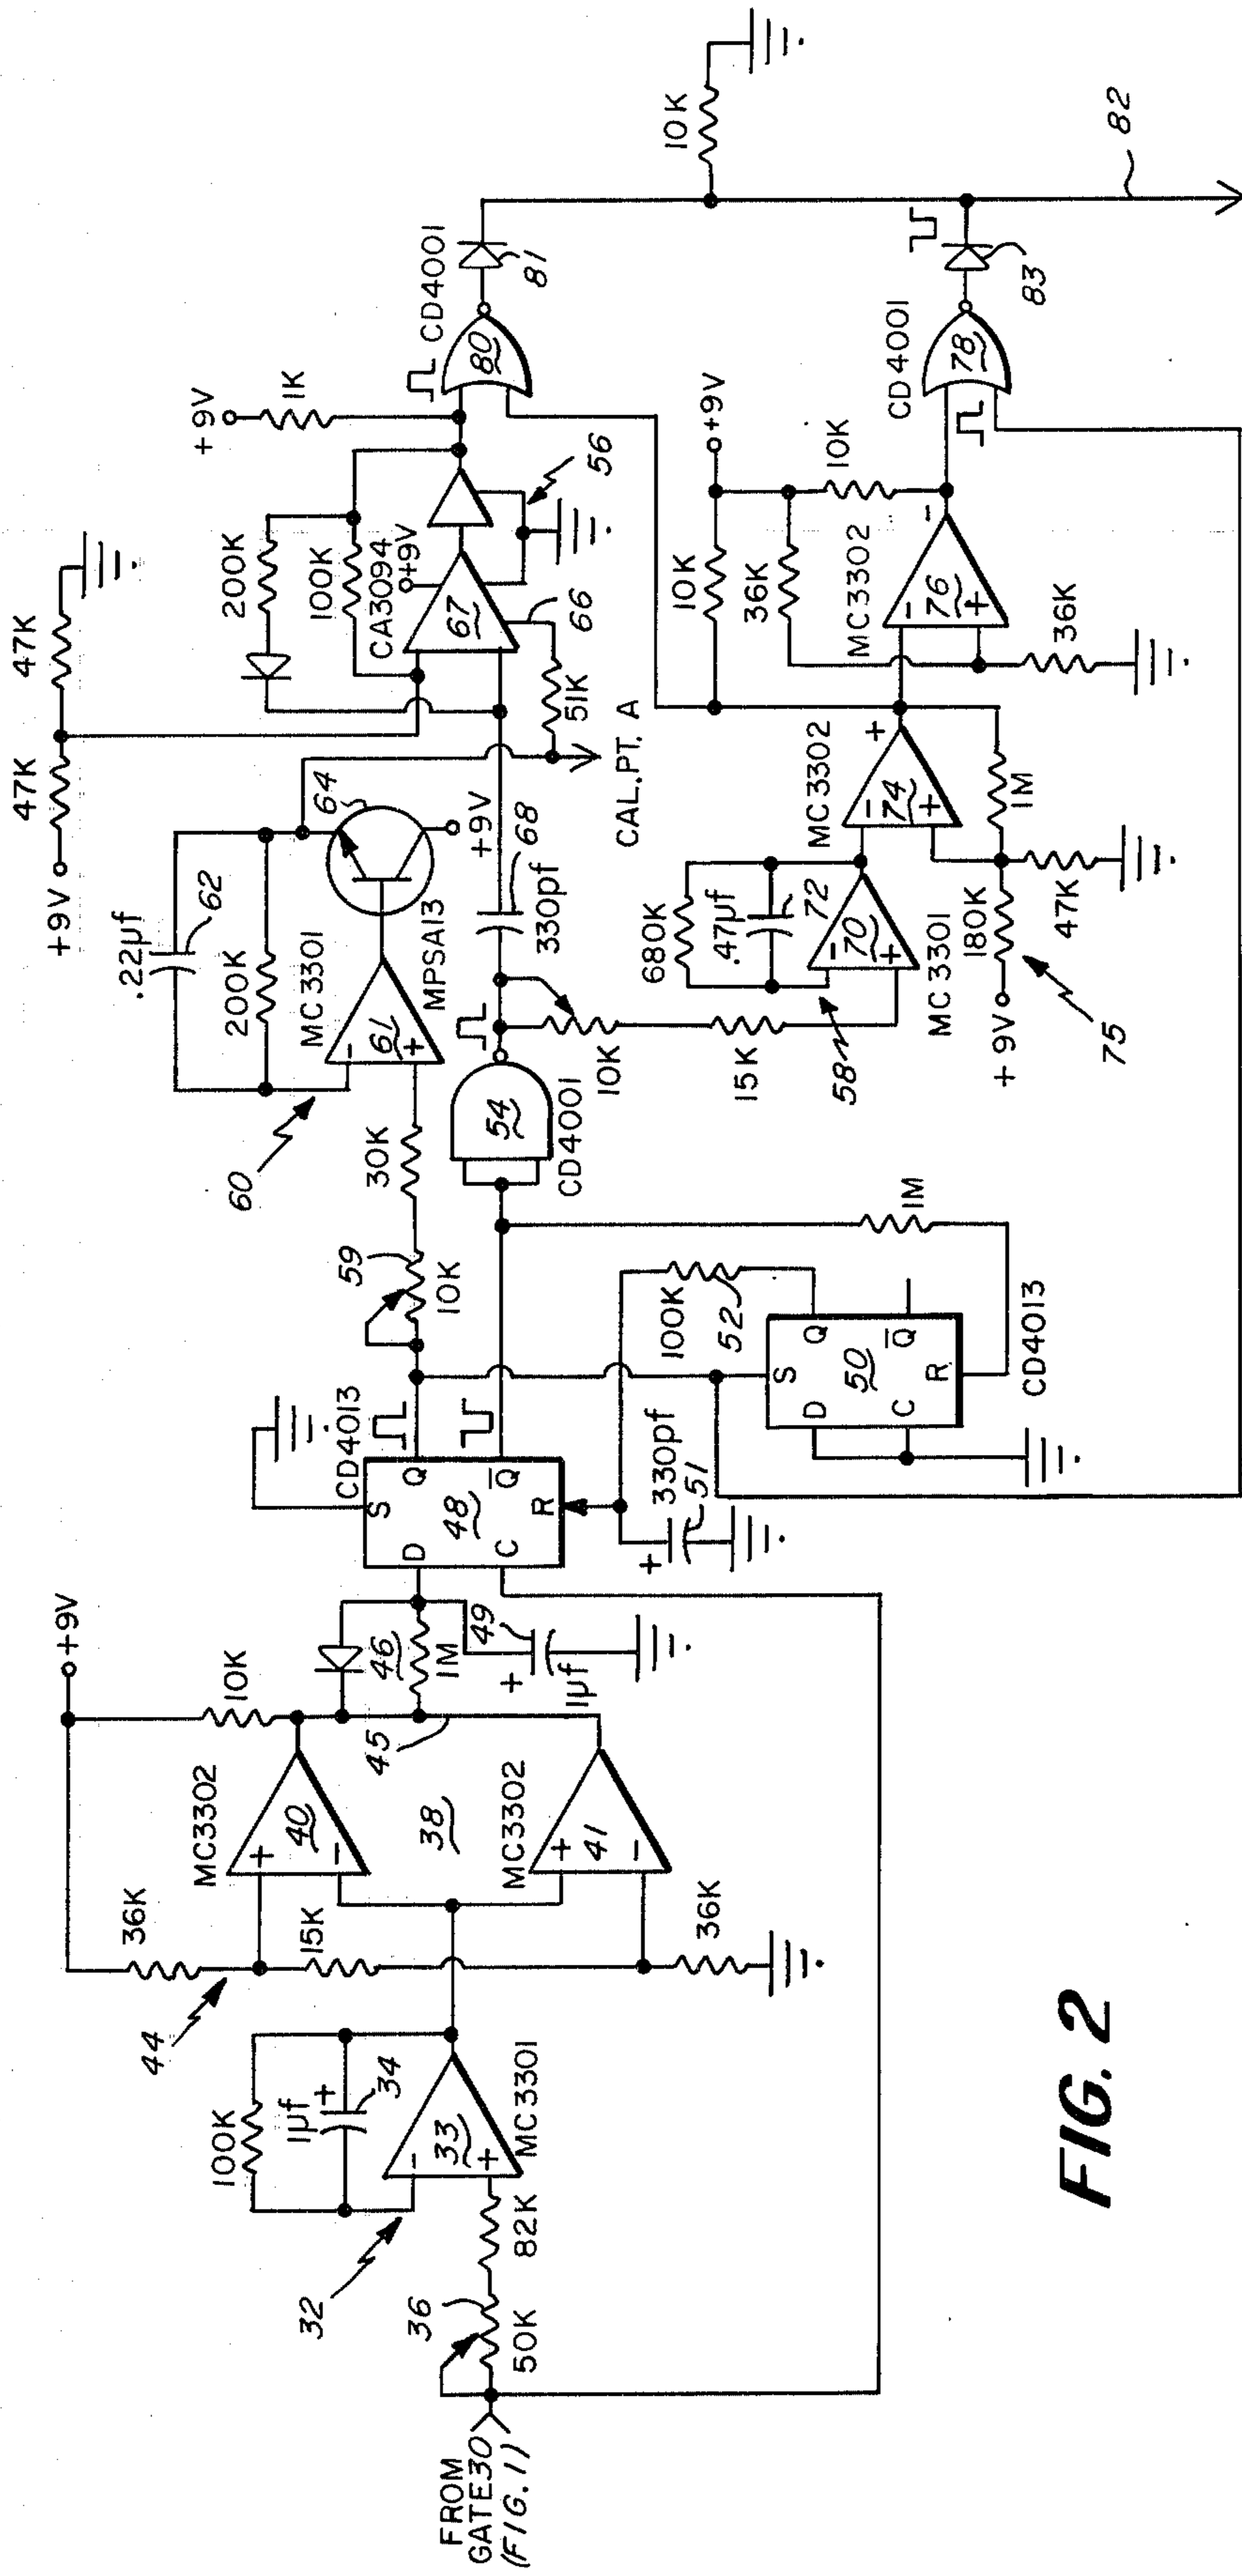 FROM
GATE 30
(FIG. 1)
36
50K
82K
32
100K
1µf
+
34
-
33
+
MC3301
44
36K
15K
36K
MC3302
+
40
-
38
MC3302
+
41
-
+9V
10K
45
46
1M
49
+
1µf
CD4013
S
D
Q
48
C
Q̅
R
+
330pf
51
100K
52
S
D
Q
50
C
Q̅
R
CD4013
1M
59
10K
30K
60
.22µf
62
200K
MC3301
-
61
+
MPSA13
64
+9V
54
CD4001
10K
15K
68
330pf
CAL. PT. A
+9V
47K
47K
200K
100K
CA3094
+9V
67
66
51K
56
+9V
1K
CD4001
80
81
58
680K
.47µf
72
-
70
+
MC3301
+9V
180K
75
47K
1M
MC3302
-
74
+
+
10K
36K
+9V
10K
MC3302
-
76
+
-
36K
CD4001
78
83
10K
82
FIG. 2